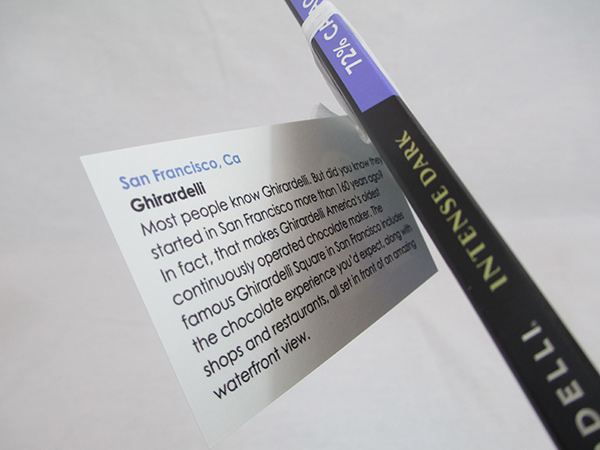 San Francisco, Ca
Ghirardelli
Most people know Ghirardelli. But did you know they
started in San Francisco more than 160 years ago?
In fact, that makes Ghirardelli America's oldest
continuously operated chocolate maker. The
famous Ghirardelli Square in San Francisco includes
the chocolate experience you'd expect, along with
shops and restaurants, all set in front of an amazing
waterfront view.
72% CA
INTENSE DARK
DELLI